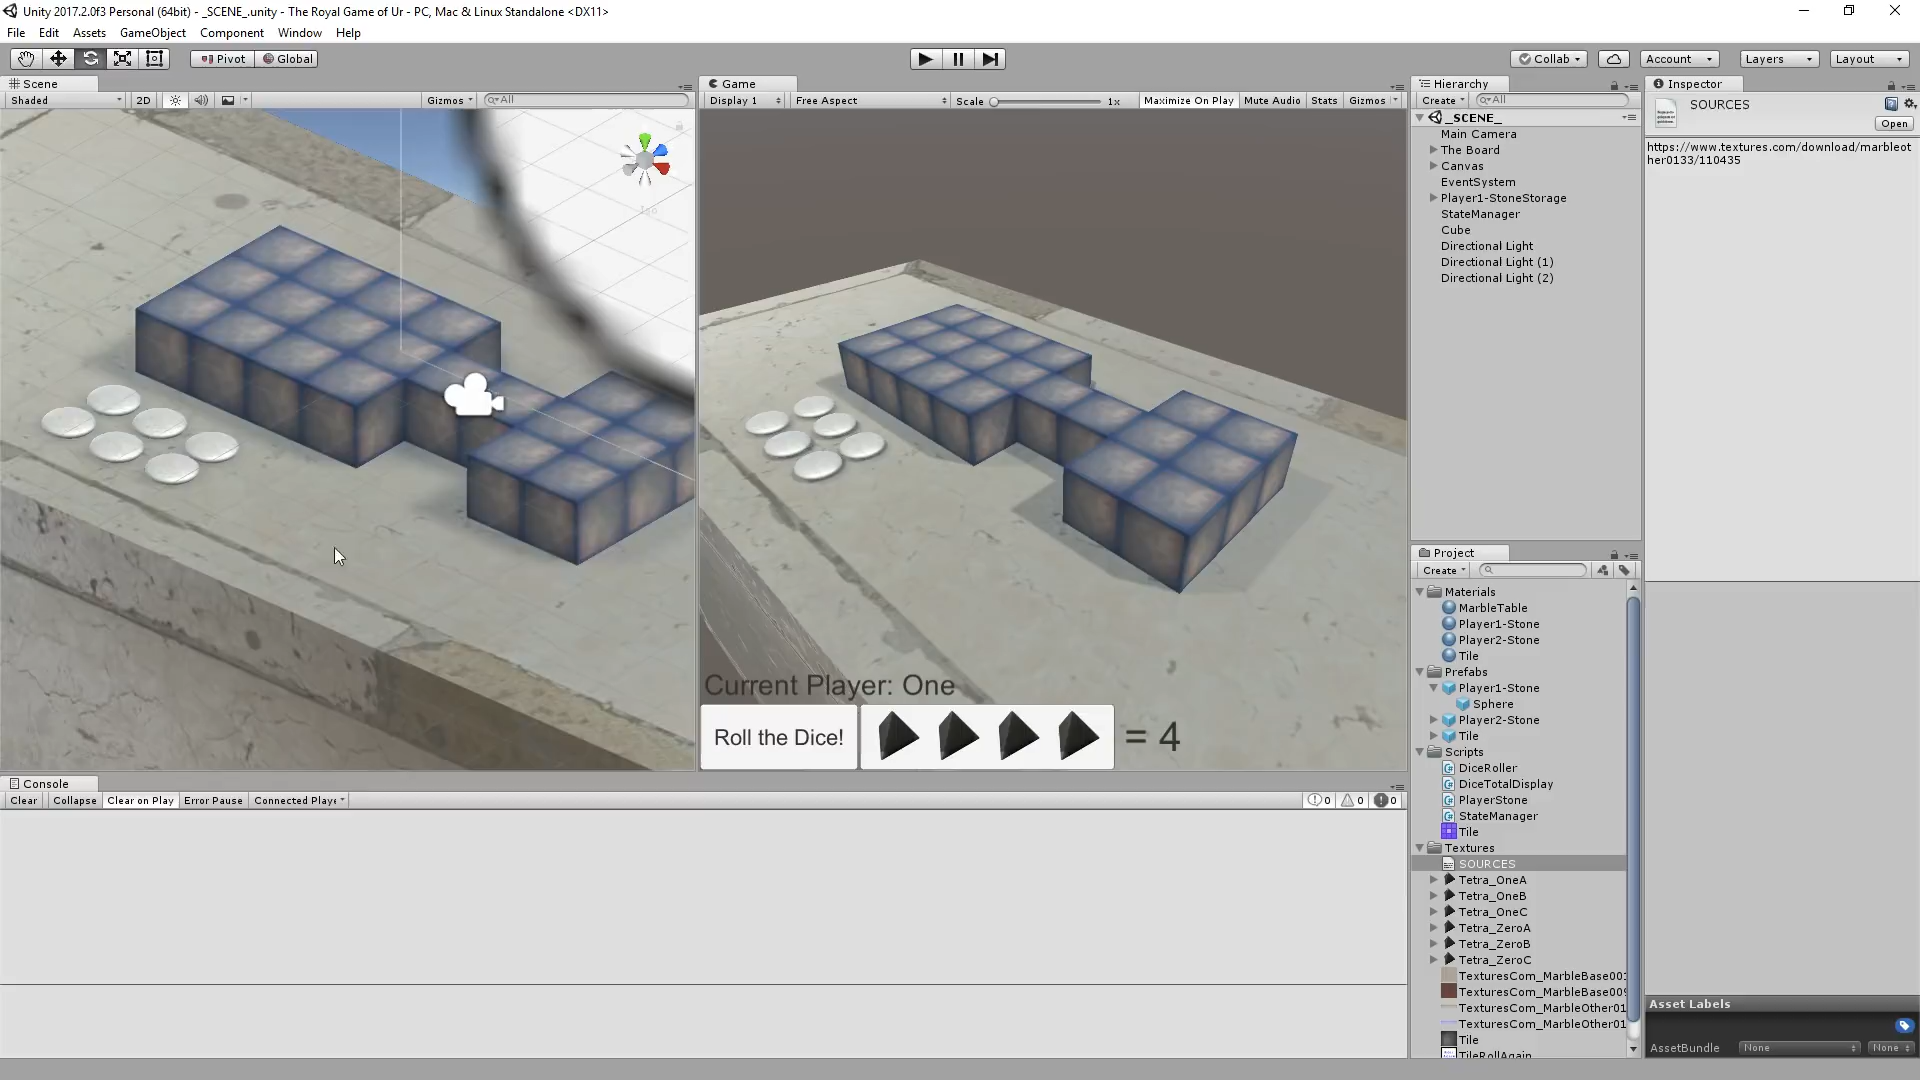 Unity 2017.2.0f3 Personal (64bit) - _SCENE_.unity - The Royal Game of Ur - PC, Mac & Linux Standalone <DX11>
File Edit Assets GameObject Component Window Help
Pivot Global Collab Account Layers Layout
Scene
Shaded 2D Gizmos All
Iso
Game
Display 1 Free Aspect Scale 1x Maximize On Play Mute Audio Stats Gizmos
Current Player: One
Roll the Dice! = 4
Hierarchy
Create All
_SCENE_
Main Camera
The Board
Canvas
EventSystem
Player1-StoneStorage
StateManager
Cube
Directional Light
Directional Light (1)
Directional Light (2)
Project
Create
Materials
MarbleTable
Player1-Stone
Player2-Stone
Tile
Prefabs
Player1-Stone
Sphere
Player2-Stone
Tile
Scripts
DiceRoller
DiceTotalDisplay
PlayerStone
StateManager
Tile
Textures
SOURCES
Tetra_OneA
Tetra_OneB
Tetra_OneC
Tetra_ZeroA
Tetra_ZeroB
Tetra_ZeroC
TexturesCom_MarbleBase00
TexturesCom_MarbleBase00
TexturesCom_MarbleOther01
TexturesCom_MarbleOther01
Tile
TileRollAgain
Inspector
SOURCES
Open
https://www.textures.com/download/marbleot
her0133/110435
Asset Labels
AssetBundle None None
Console
Clear Collapse Clear on Play Error Pause Connected Playe 0 0 0